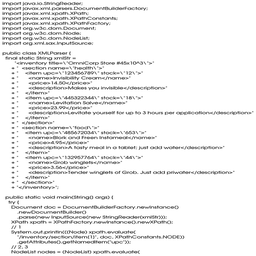 import java.io.StringReader;
import javax.xml.parsers.DocumentBuilderFactory;
import javax.xml.xpath.XPath;
import javax.xml.xpath.XPathConstants;
import javax.xml.xpath.XPathFactory;
import org.w3c.dom.Document;
import org.w3c.dom.Node;
import org.w3c.dom.NodeList;
import org.xml.sax.InputSource;
public class XMLParser {
final static String xmlStr =
"<inventory title=\"OmniCorp Store #45x10^3\">"
+ " <section name=\"health\">"
+ " <item upc=\"123456789\" stock=\"12\">"
+ " <name>Invisibility Cream</name>"
+ " <price>14.50</price>"
+ " <description>Makes you invisible</description>"
+ " </item>"
+ " <item upc=\"445322344\" stock=\"18\">"
+ " <name>Levitation Salve</name>"
+ " <price>23.99</price>"
+ " <description>Levitate yourself for up to 3 hours per application</description>"
+ " </item>"
+ " </section>"
+ " <section name=\"food\">"
+ " <item upc=\"485672034\" stock=\"653\">"
+ " <name>Blork and Freen Instameal</name>"
+ " <price>4.95</price>"
+ " <description>A tasty meal in a tablet; just add water</description>"
+ " </item>"
+ " <item upc=\"132957764\" stock=\"44\">"
+ " <name>Grob winglets</name>"
+ " <price>3.56</price>"
+ " <description>Tender winglets of Grob. Just add priwater</description>"
+ " </item>"
+ " </section>"
+ "</inventory>";
public static void main(String[] args) {
try {
Document doc = DocumentBuilderFactory.newInstance()
.newDocumentBuilder()
.parse(new InputSource(new StringReader(xmlStr)));
XPath xpath = XPathFactory.newInstance().newXPath();
// 1
System.out.println(((Node) xpath.evaluate(
"/inventory/section/item[1]", doc, XPathConstants.NODE))
.getAttributes().getNamedItem("upc"));
// 2, 3
NodeList nodes = (NodeList) xpath.evaluate(